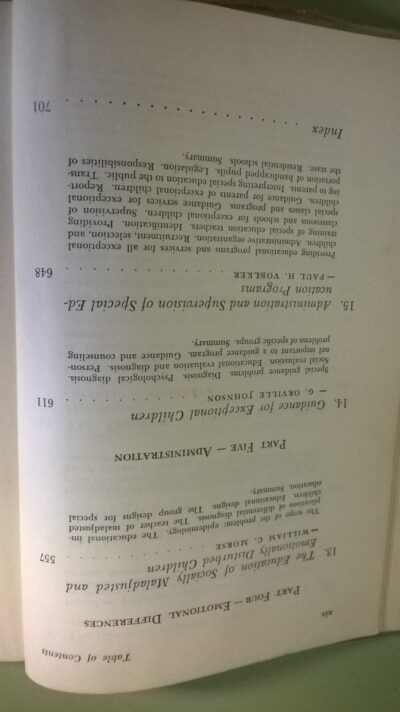 xiv
Table of Contents
PART FOUR — EMOTIONAL DIFFERENCES
13. The Education of Socially Maladjusted and
Emotionally Disturbed Children
— WILLIAM C. MORSE . . . . . . . . . . 557
The scope of the problem: epidemiology. The educational im-
plications of differential diagnosis. The teacher of maladjusted
children. Educational designs. The group designs for special
education. Summary.
PART FIVE — ADMINISTRATION
14. Guidance for Exceptional Children
— G. ORVILLE JOHNSON . . . . . . . . . . 611
Special guidance problems. Diagnosis. Psychological diagnosis.
Social evaluation. Educational evaluation and diagnosis. Person-
nel important to a guidance program. Guidance and counseling
problems of specific groups. Summary.
15. Administration and Supervision of Special Ed-
ucation Programs
— PAUL H. VOELKER . . . . . . . . . . 648
Providing educational programs and services for all exceptional
children. Administrative organization. Recruitment, selection, and
training of special education teachers. Identification. Providing
classrooms and schools for exceptional children. Supervision of
special classes and programs. Guidance services for exceptional
children. Guidance for parents of exceptional children. Report-
ing to parents. Interpreting special education to the public. Trans-
portation of handicapped pupils. Legislation. Responsibilities of
the state. Residential schools. Summary.
Index . . . . . . . . . . . . . . . . . . 701